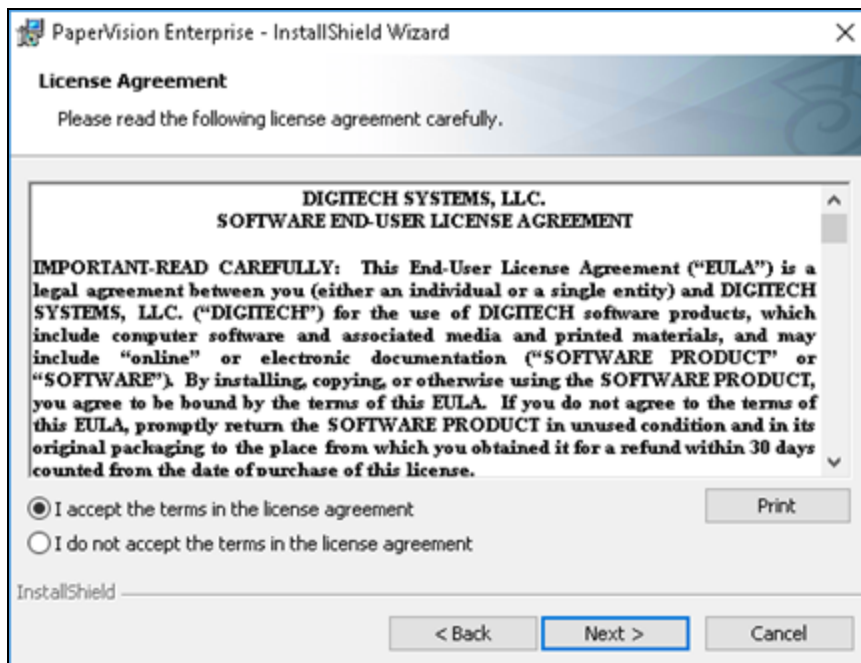 PaperVision Enterprise - InstallShield Wizard
License Agreement
Please read the following license agreement carefully.
DIGITECH SYSTEMS, LLC.
SOFTWARE END-USER LICENSE AGREEMENT
IMPORTANT-READ CAREFULLY: This End-User License Agreement (“EULA”) is a
legal agreement between you (either an individual or a single entity) and DIGITECH
SYSTEMS, LLC. (“DIGITECH”) for the use of DIGITECH software products, which
include computer software and associated media and printed materials, and may
include “online” or electronic documentation (“SOFTWARE PRODUCT” or
“SOFTWARE”). By installing, copying, or otherwise using the SOFTWARE PRODUCT,
you agree to be bound by the terms of this EULA. If you do not agree to the terms of
this EULA, promptly return the SOFTWARE PRODUCT in unused condition and in its
original packaging to the place from which you obtained it for a refund within 30 days
counted from the date of purchase of this license.
I accept the terms in the license agreement
Print
I do not accept the terms in the license agreement
InstallShield
< Back
Next >
Cancel